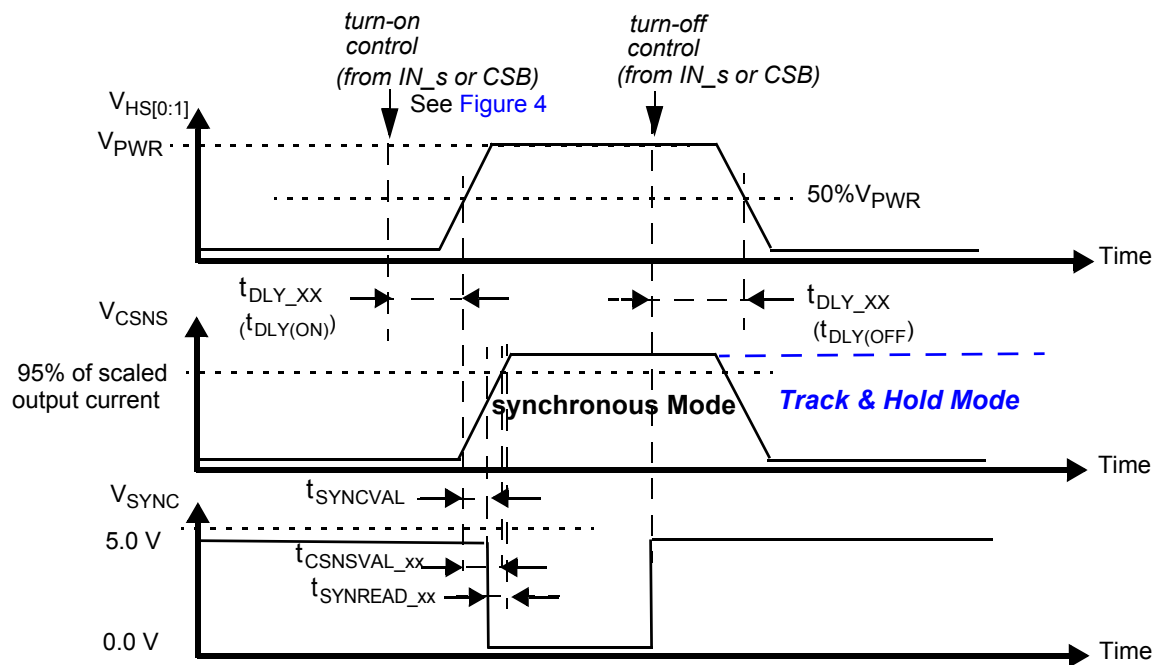 turn-on
control
(from IN_s or CSB)
See Figure 4
turn-off
control
(from IN_s or CSB)
VHS[0:1]
VPWR
50%VPWR
Time
tDLY_XX
(tDLY(ON))
tDLY_XX
(tDLY(OFF)
VCSNS
95% of scaled
output current
synchronous Mode
Track & Hold Mode
Time
tSYNCVAL
VSYNC
5.0 V
tCSNSVAL_xx
tSYNREAD_xx
0.0 V
Time